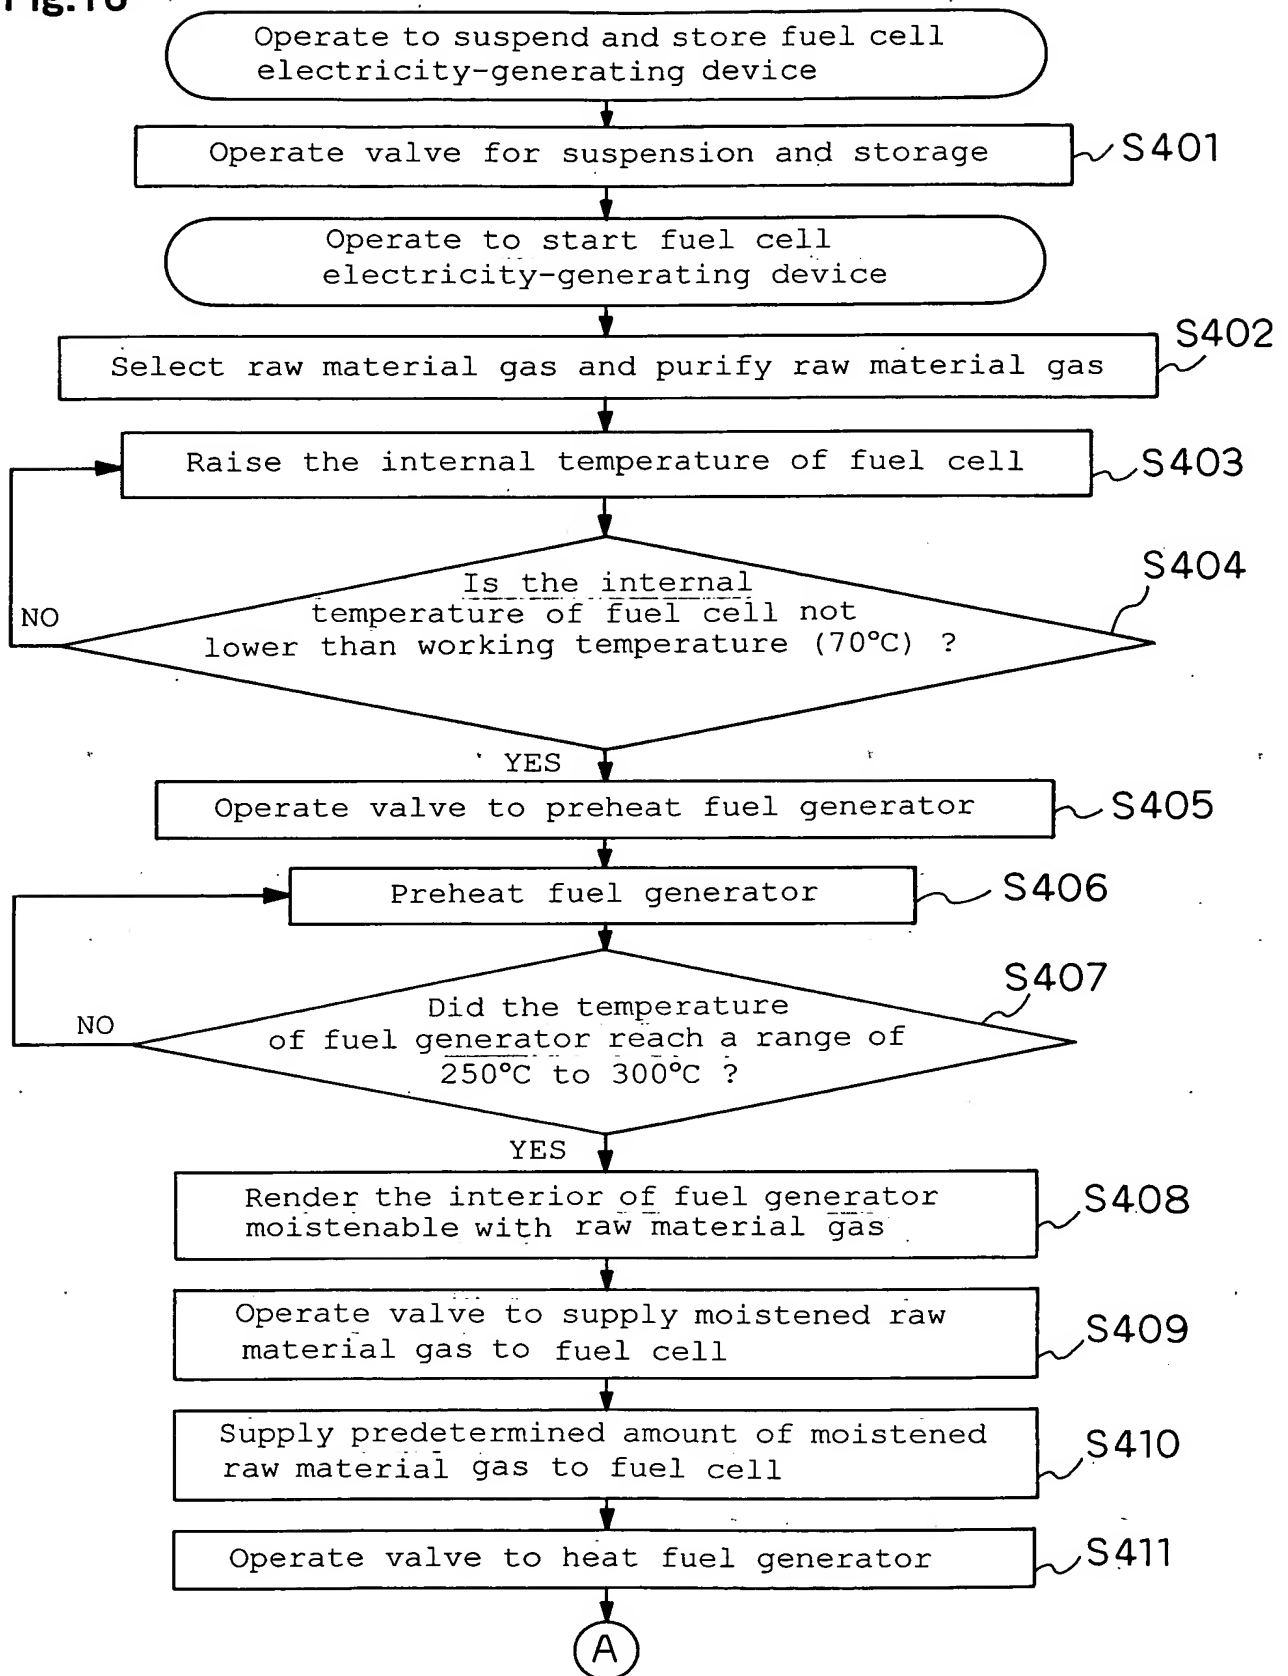 Operate to suspend and store fuel cell
electricity-generating device
Operate valve for suspension and storage
S401
Operate to start fuel cell
electricity-generating device
S402
Select raw material gas and purify raw material gas
Raise the internal temperature of fuel cell
S403
S404
Is the internal
temperature of fuel cell not
lower than working temperature (70°C) ?
NO
YES
Operate valve to preheat fuel generator
S405
Preheat fuel generator
S406
S407
Did the temperature
of fuel generator reach a range of
250°C to 300°C ?
NO
YES
Render the interior of fuel generator
moistenable with raw material gas
S408
Operate valve to supply moistened raw
material gas to fuel cell
S409
Supply predetermined amount of moistened
raw material gas to fuel cell
S410
Operate valve to heat fuel generator
S411
A